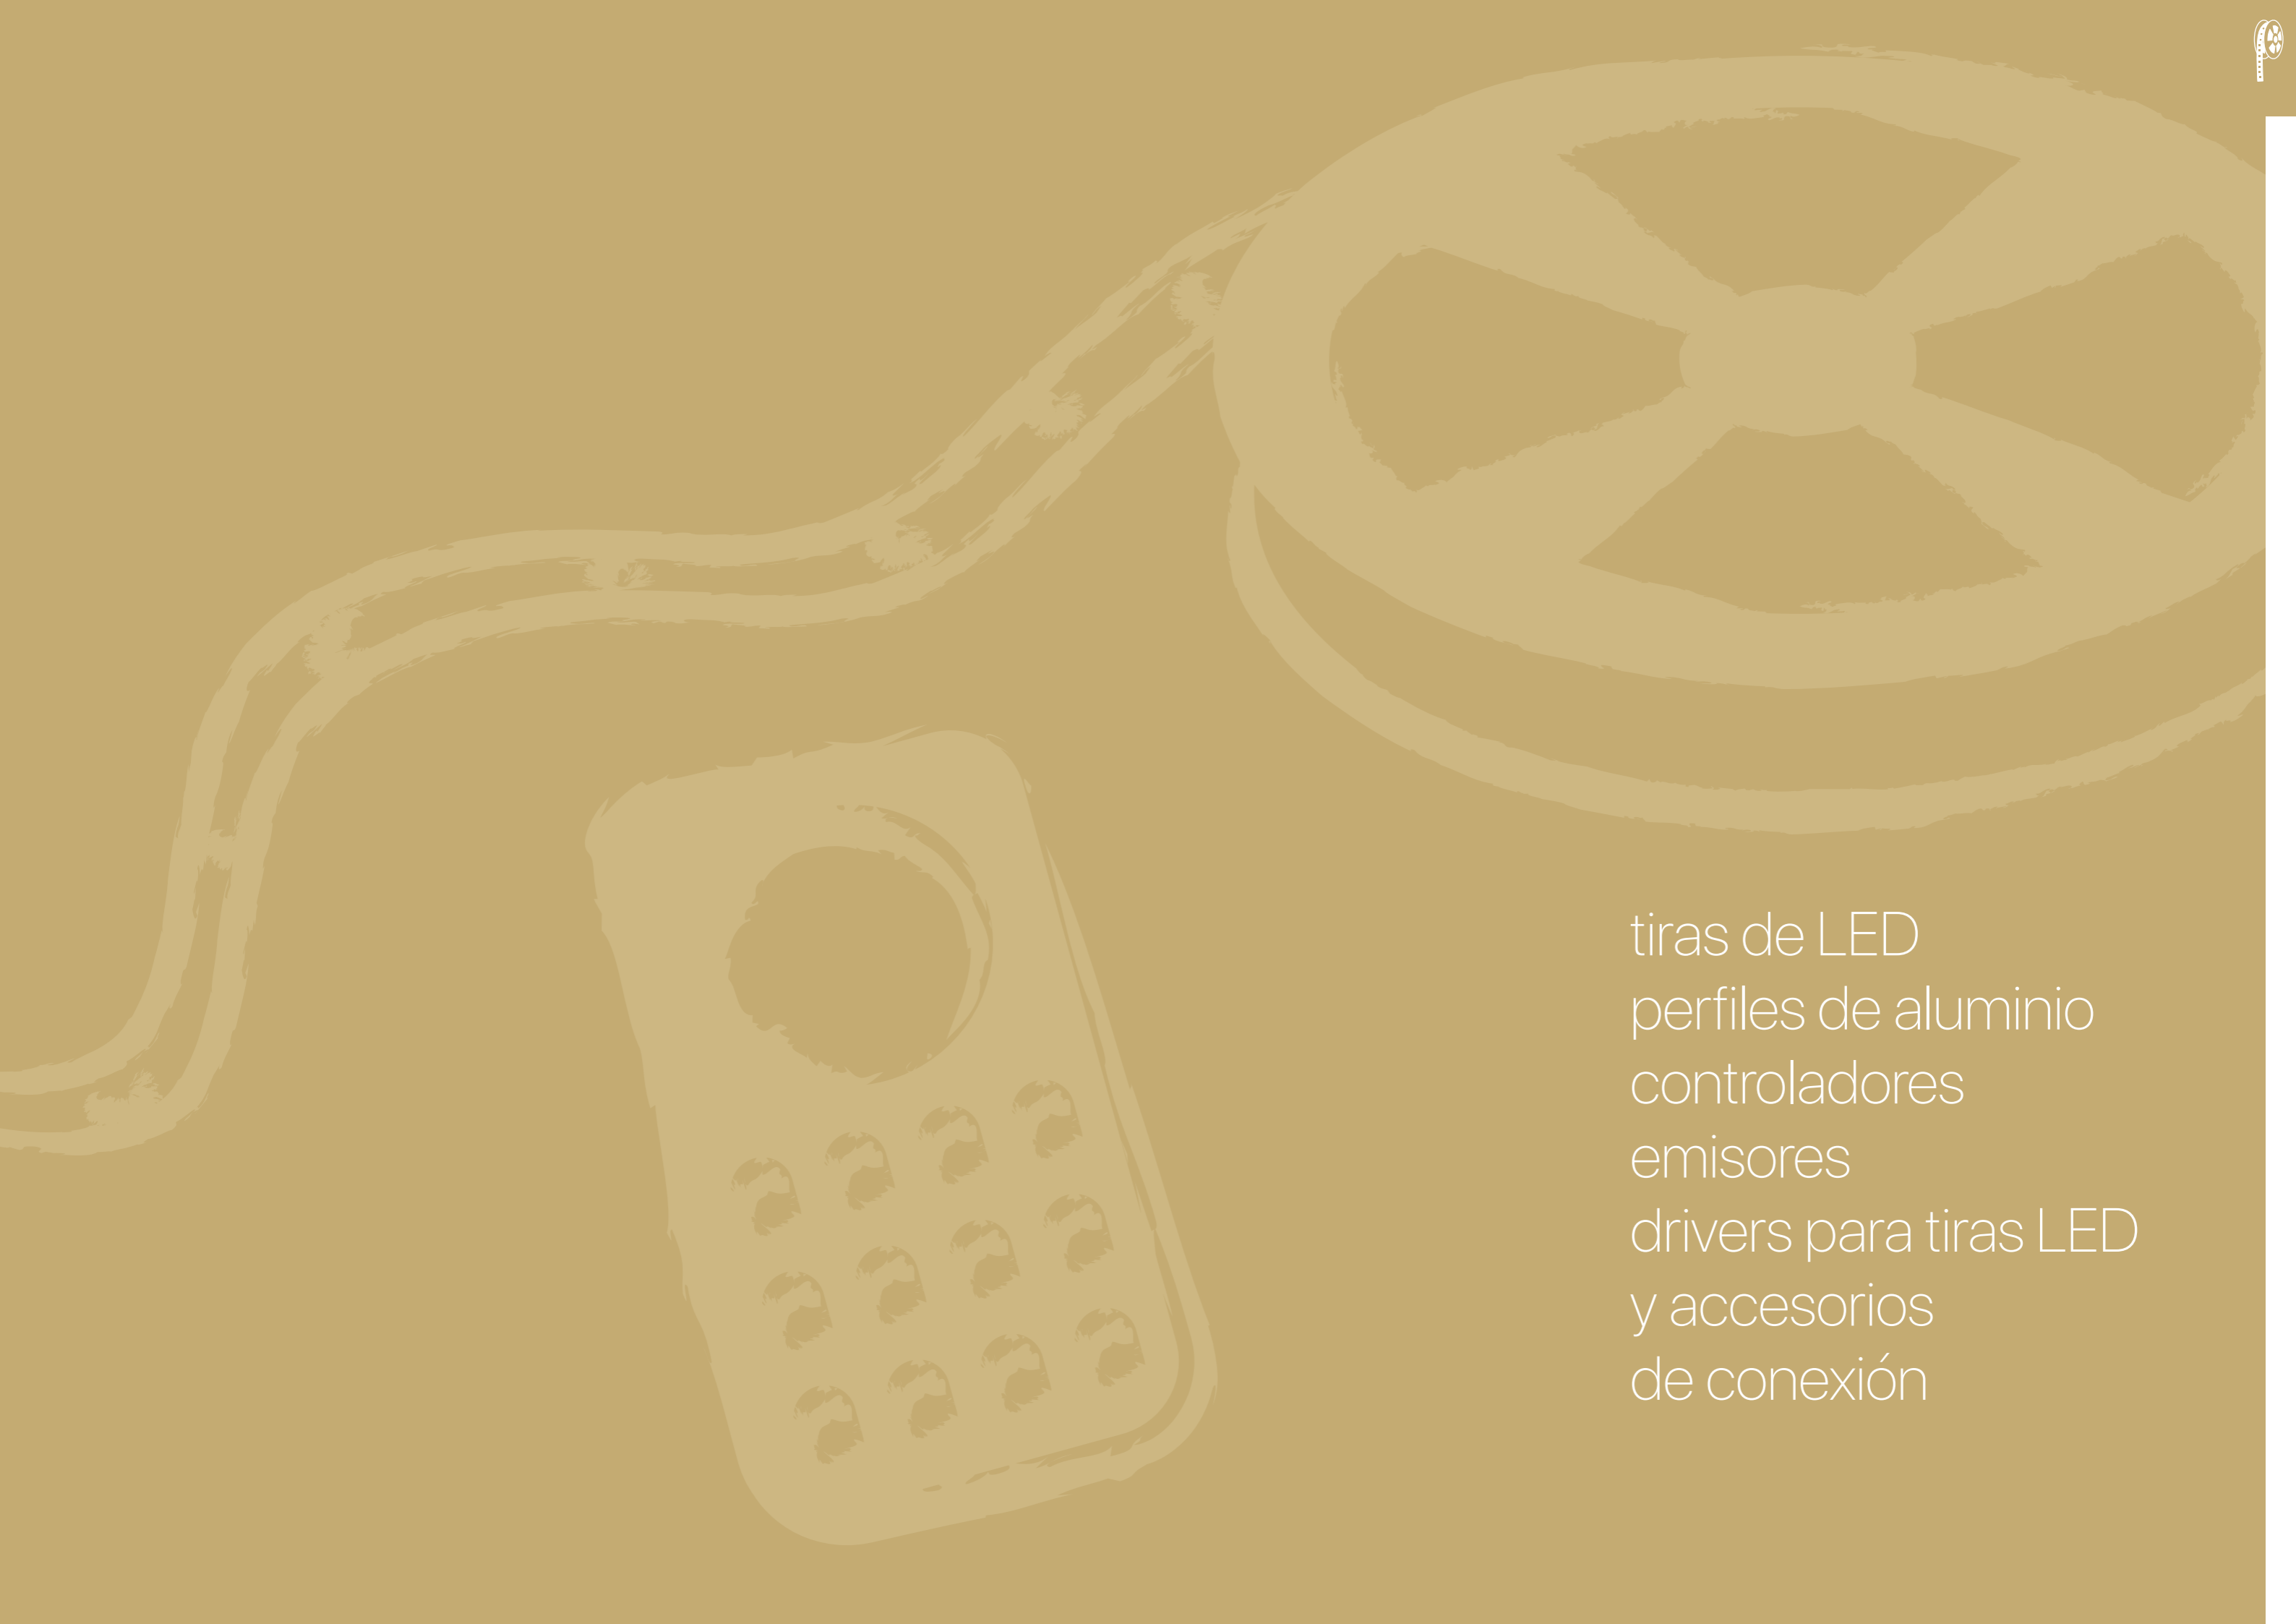 tiras de LED
perfiles de aluminio
controladores
emisores
drivers para tiras LED
y accesorios
de conexión